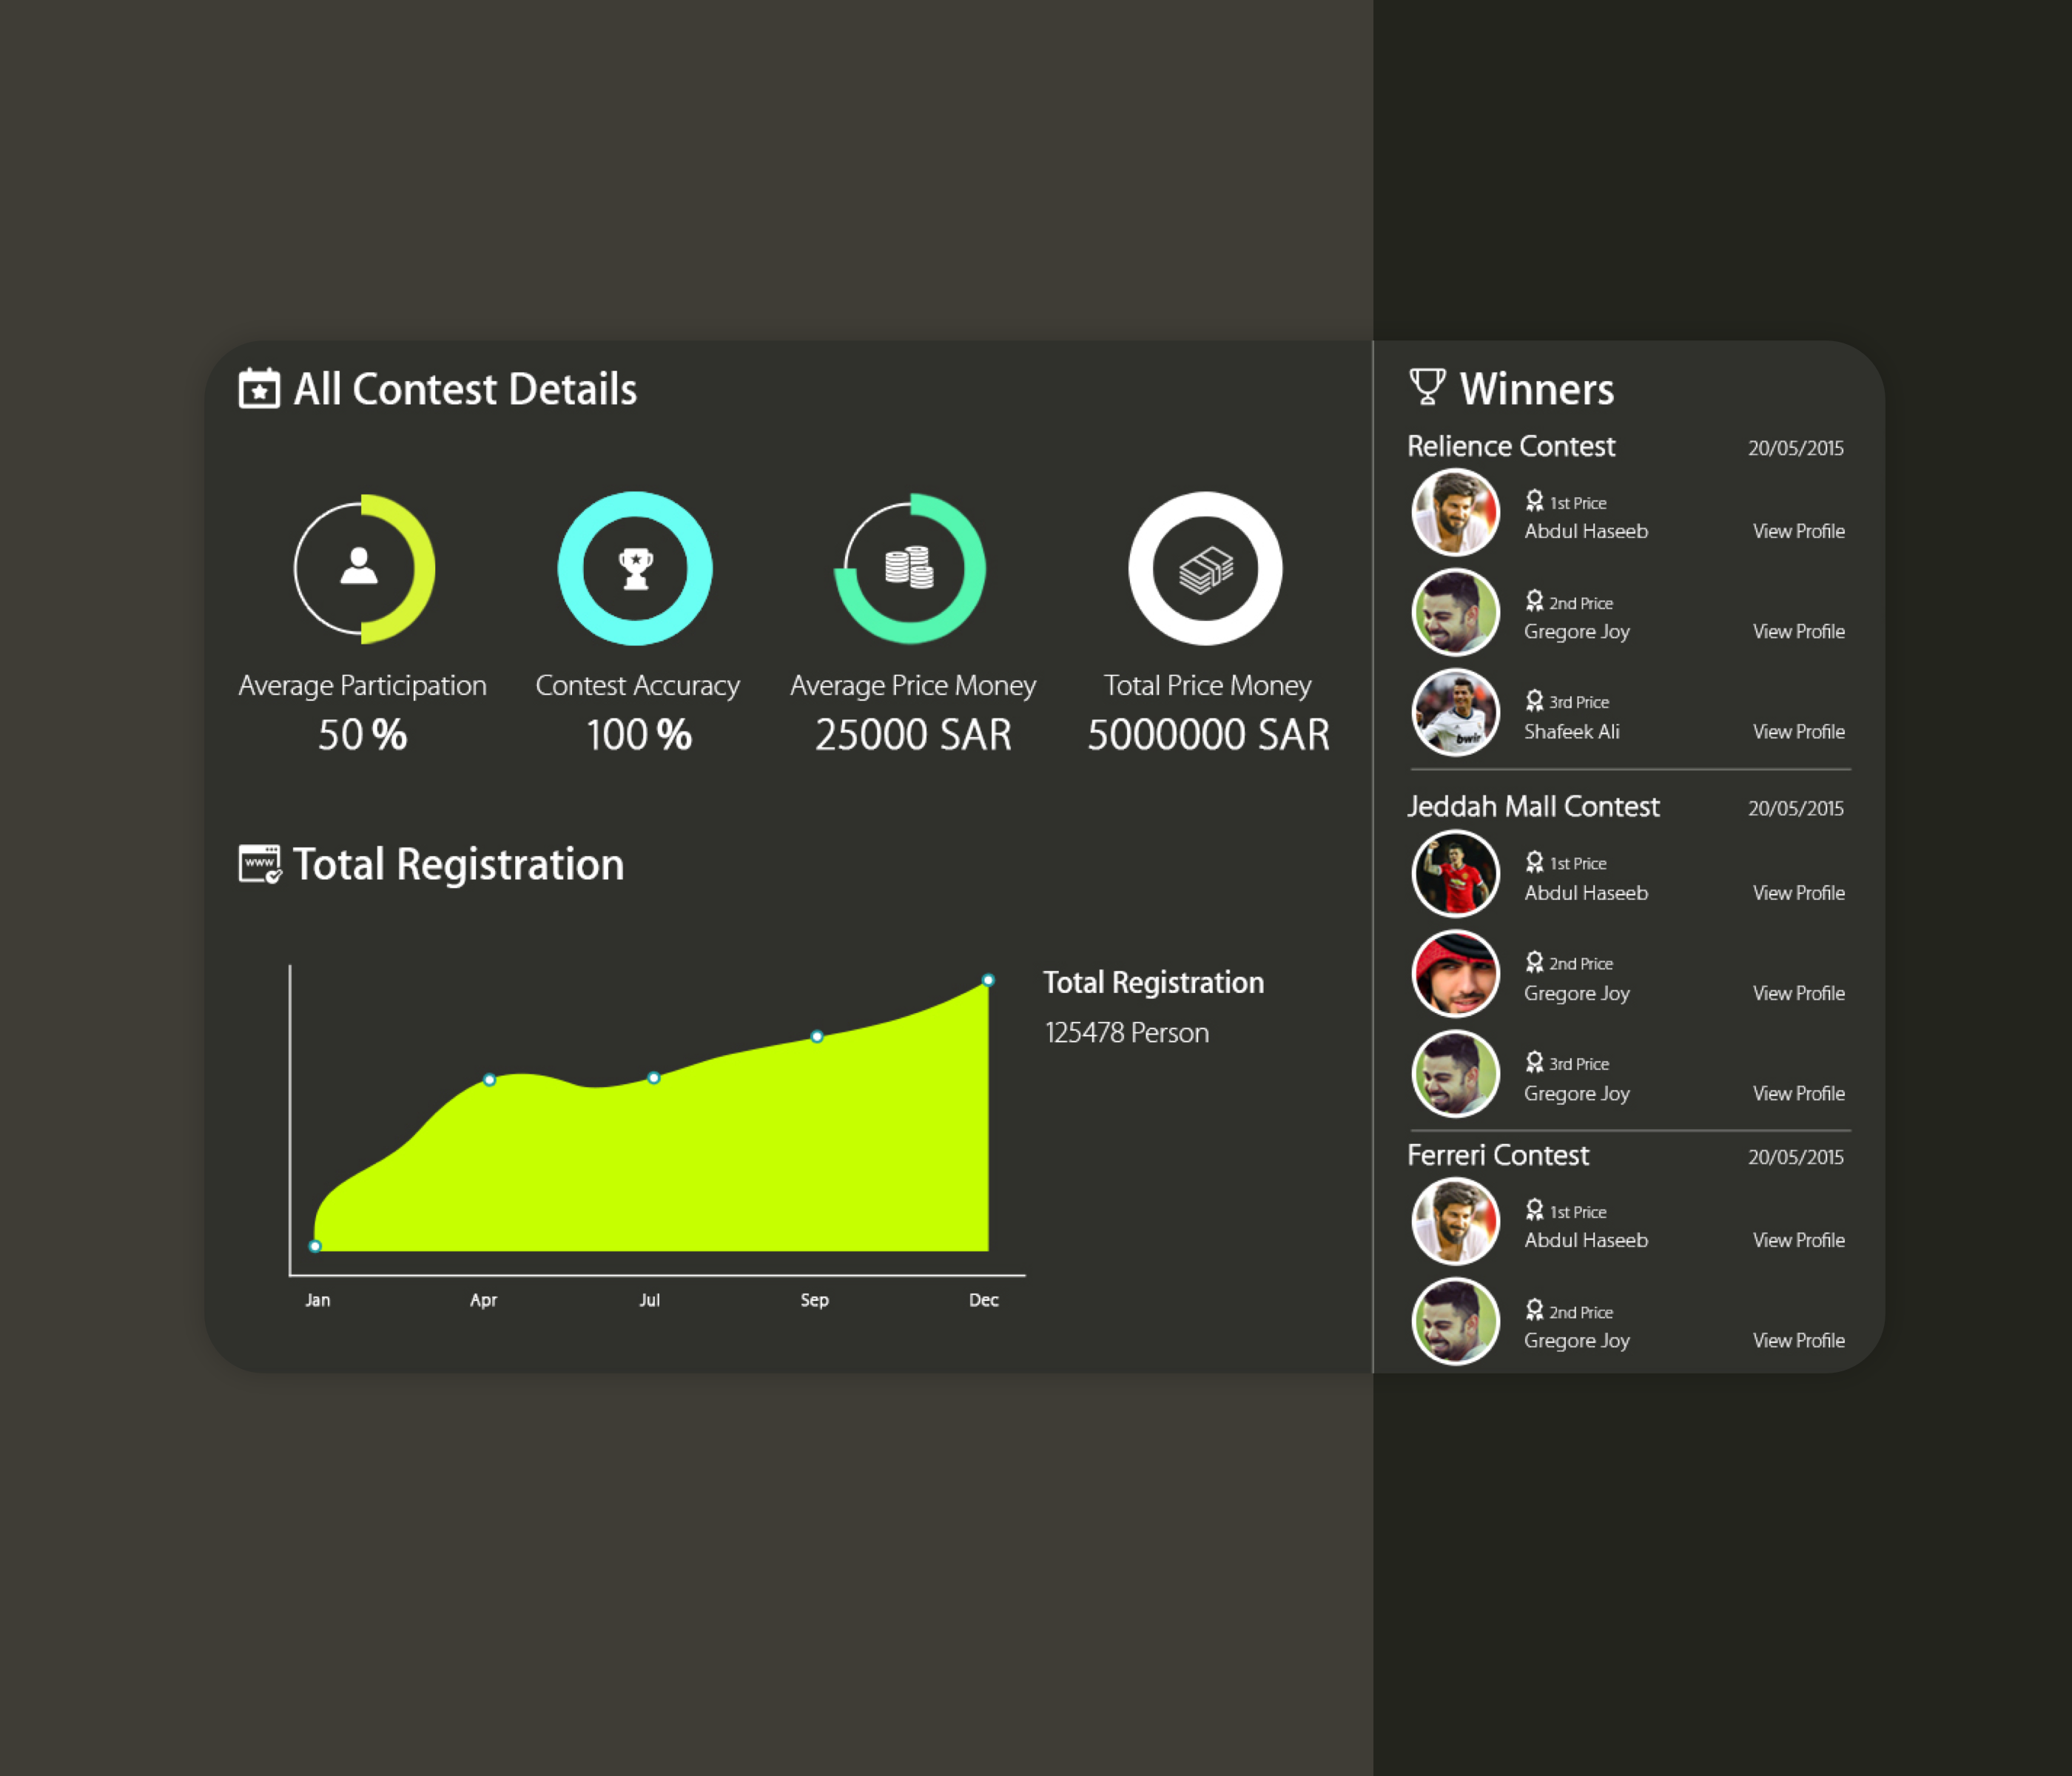 All Contest Details
Average Participation
50 %
Contest Accuracy
100 %
Average Price Money
25000 SAR
Total Price Money
5000000 SAR
www
Total Registration
Total Registration
125478 Person
Jan Apr Jul Sep Dec
Winners
Relience Contest 20/05/2015
1st Price
Abdul Haseeb View Profile
2nd Price
Gregore Joy View Profile
bwin
3rd Price
Shafeek Ali View Profile
Jeddah Mall Contest 20/05/2015
1st Price
Abdul Haseeb View Profile
2nd Price
Gregore Joy View Profile
3rd Price
Gregore Joy View Profile
Ferreri Contest 20/05/2015
1st Price
Abdul Haseeb View Profile
2nd Price
Gregore Joy View Profile